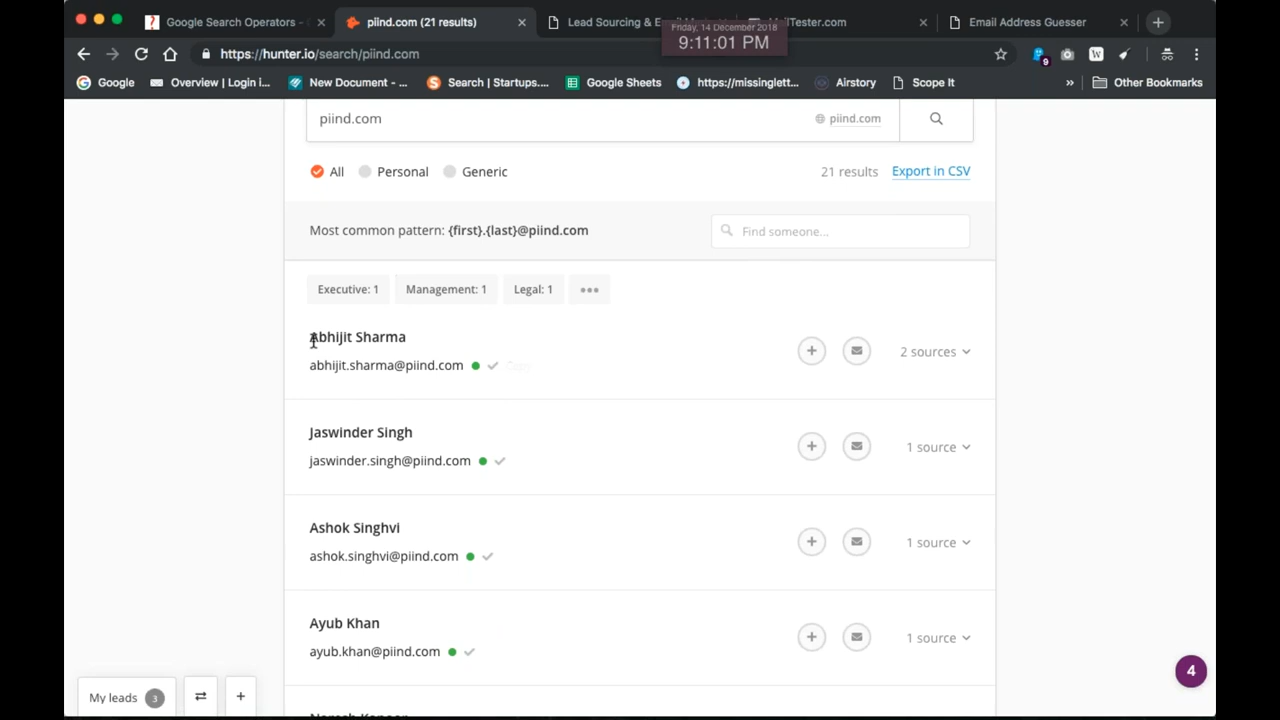 Google Search Operators -
piind.com (21 results)
Lead Sourcing & E
MailTester.com
Email Address Guesser
Friday, 14 December 2018
9:11:01 PM
https://hunter.io/search/piind.com
9
W
Google
Overview | Login i...
New Document - ...
Search | Startups....
Google Sheets
https://missinglett...
Airstory
Scope It
»
Other Bookmarks
piind.com
piind.com
All
Personal
Generic
21 results
Export in CSV
Most common pattern: {first}.{last}@piind.com
Find someone...
Executive: 1
Management: 1
Legal: 1
•••
Abhijit Sharma
abhijit.sharma@piind.com
Copy
2 sources
Jaswinder Singh
jaswinder.singh@piind.com
1 source
Ashok Singhvi
ashok.singhvi@piind.com
1 source
Ayub Khan
ayub.khan@piind.com
1 source
My leads 3
4